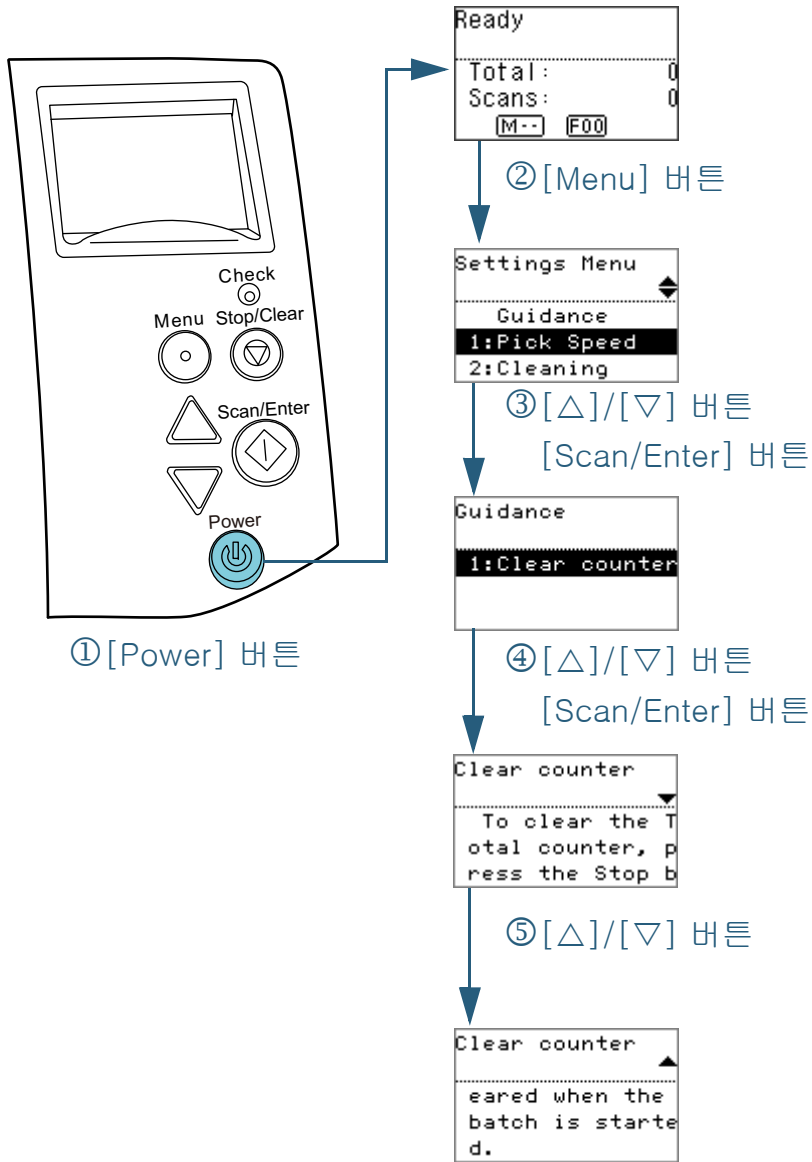 Check
Menu Stop/Clear
Scan/Enter
Power
①[Power] 버튼
Ready
Total: 0
Scans: 0
M-- F00
②[Menu] 버튼
Settings Menu
Guidance
1:Pick Speed
2:Cleaning
③[△]/[▽] 버튼
[Scan/Enter] 버튼
Guidance
1:Clear counter
④[△]/[▽] 버튼
[Scan/Enter] 버튼
Clear counter
To clear the T
otal counter, p
ress the Stop b
⑤[△]/[▽] 버튼
Clear counter
eared when the
batch is starte
d.